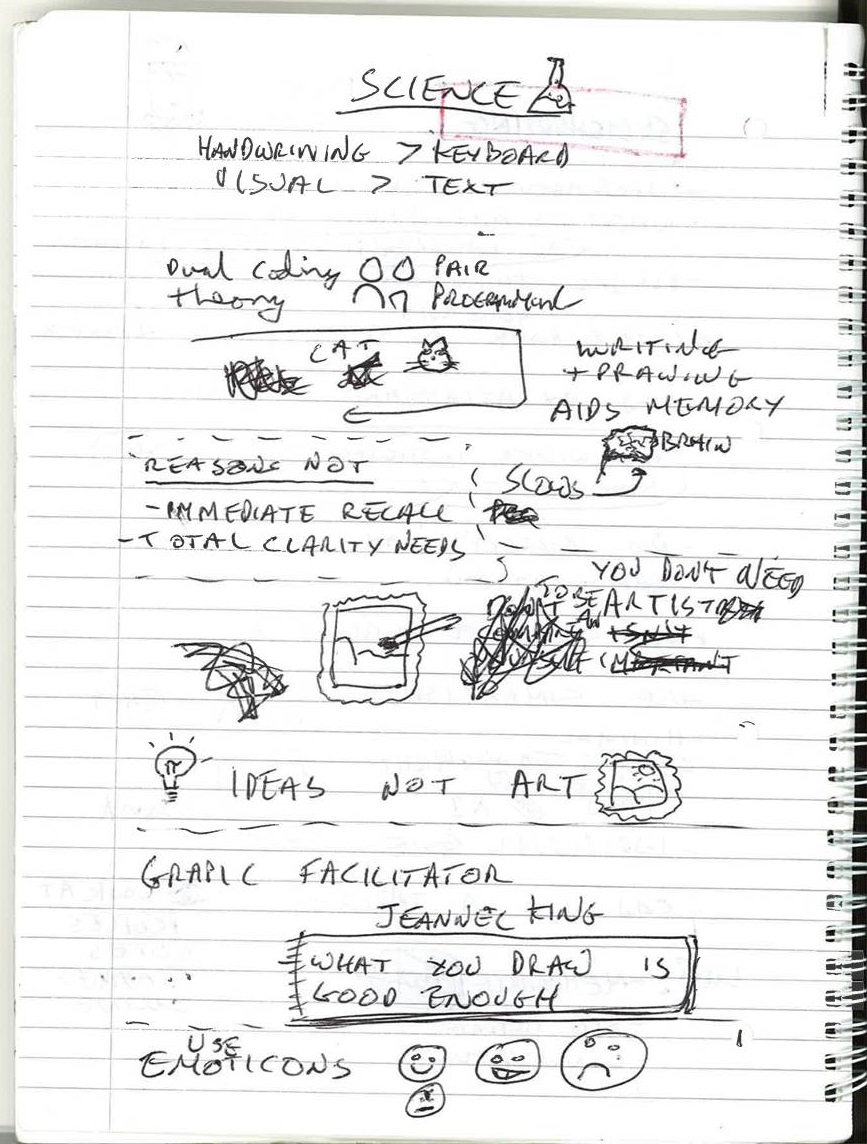 SCIENCE
HANDWRINING > KEYBOARD
VISUAL > TEXT
Dual Coding PAIR
theory PROGRAMMING
CAT
WRITING
+ DRAWING
AIDS MEMORY
BRAIN
REASONS NOT
SLOWS
- IMMEDIATE RECALL
- TOTAL CLARITY NEEDS
YOU DON'T NEED
TO BE AN ARTIST
IDEAS NOT ART
GRAPIC FACILITATOR
JEANNEL KING
WHAT YOU DRAW IS
GOOD ENOUGH
USE
EMOTICONS